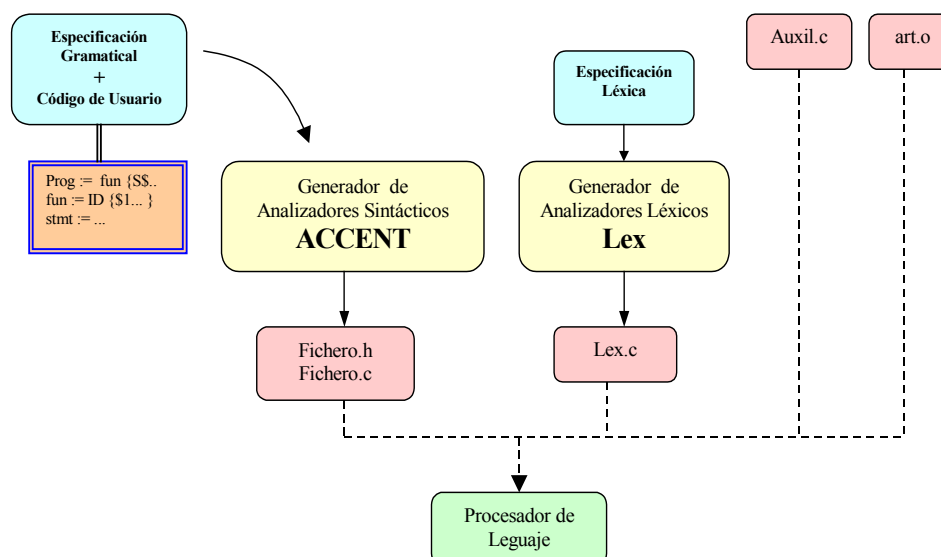 Especificación
Gramatical
+
Código de Usuario
Prog := fun {S$..
fun := ID {$1... }
stmt := ...
Especificación
Léxica
Auxil.c
art.o
Generador de
Analizadores Sintácticos
ACCENT
Generador de
Analizadores Léxicos
Lex
Fichero.h
Fichero.c
Lex.c
Procesador de
Leguaje